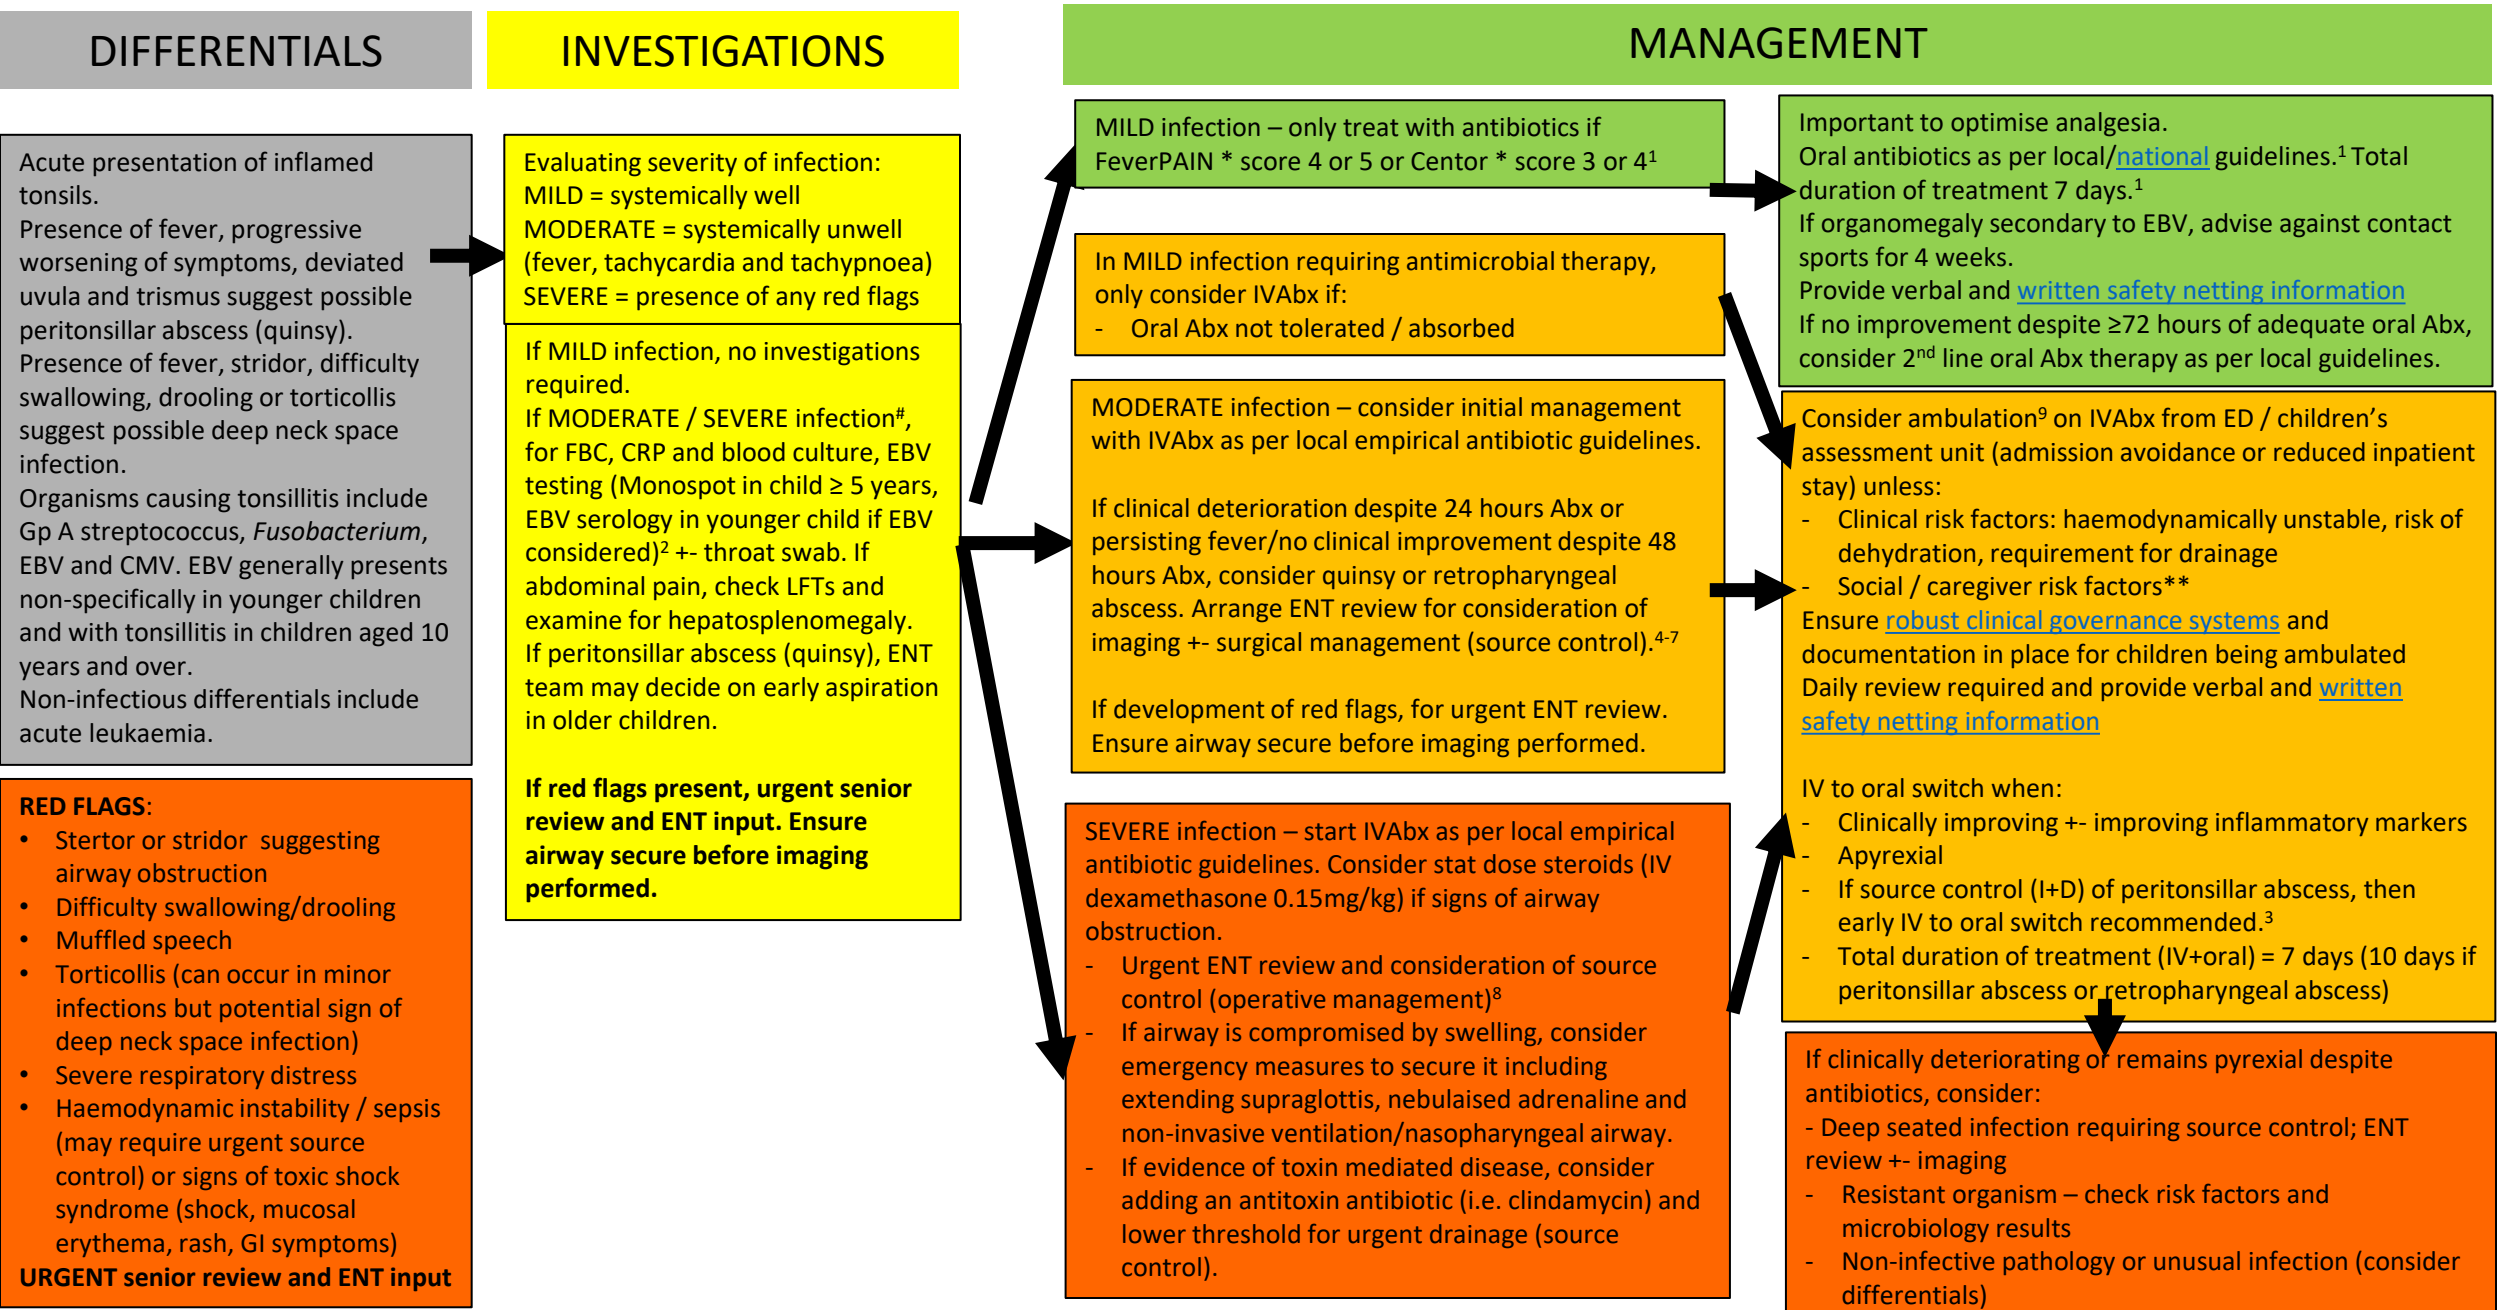 DIFFERENTIALS
INVESTIGATIONS
MANAGEMENT
Acute presentation of inflamed
tonsils.
Presence of fever, progressive
worsening of symptoms, deviated
uvula and trismus suggest possible
peritonsillar abscess (quinsy).
Presence of fever, stridor, difficulty
swallowing, drooling or torticollis
suggest possible deep neck space
infection.
Organisms causing tonsillitis include
Gp A streptococcus, Fusobacterium,
EBV and CMV. EBV generally presents
non-specifically in younger children
and with tonsillitis in children aged 10
years and over.
Non-infectious differentials include
acute leukaemia.
RED FLAGS:
• Stertor or stridor suggesting
airway obstruction
• Difficulty swallowing/drooling
• Muffled speech
• Torticollis (can occur in minor
infections but potential sign of
deep neck space infection)
• Severe respiratory distress
• Haemodynamic instability / sepsis
(may require urgent source
control) or signs of toxic shock
syndrome (shock, mucosal
erythema, rash, GI symptoms)
URGENT senior review and ENT input
Evaluating severity of infection:
MILD = systemically well
MODERATE = systemically unwell
(fever, tachycardia and tachypnoea)
SEVERE = presence of any red flags
If MILD infection, no investigations
required.
If MODERATE / SEVERE infection#,
for FBC, CRP and blood culture, EBV
testing (Monospot in child ≥ 5 years,
EBV serology in younger child if EBV
considered)2 +- throat swab. If
abdominal pain, check LFTs and
examine for hepatosplenomegaly.
If peritonsillar abscess (quinsy), ENT
team may decide on early aspiration
in older children.
If red flags present, urgent senior
review and ENT input. Ensure
airway secure before imaging
performed.
MILD infection – only treat with antibiotics if
FeverPAIN * score 4 or 5 or Centor * score 3 or 41
In MILD infection requiring antimicrobial therapy,
only consider IVAbx if:
- Oral Abx not tolerated / absorbed
MODERATE infection – consider initial management
with IVAbx as per local empirical antibiotic guidelines.
If clinical deterioration despite 24 hours Abx or
persisting fever/no clinical improvement despite 48
hours Abx, consider quinsy or retropharyngeal
abscess. Arrange ENT review for consideration of
imaging +- surgical management (source control).4-7
If development of red flags, for urgent ENT review.
Ensure airway secure before imaging performed.
SEVERE infection – start IVAbx as per local empirical
antibiotic guidelines. Consider stat dose steroids (IV
dexamethasone 0.15mg/kg) if signs of airway
obstruction.
- Urgent ENT review and consideration of source
control (operative management)8
- If airway is compromised by swelling, consider
emergency measures to secure it including
extending supraglottis, nebulaised adrenaline and
non-invasive ventilation/nasopharyngeal airway.
- If evidence of toxin mediated disease, consider
adding an antitoxin antibiotic (i.e. clindamycin) and
lower threshold for urgent drainage (source
control).
Important to optimise analgesia.
Oral antibiotics as per local/national guidelines.1 Total
duration of treatment 7 days.1
If organomegaly secondary to EBV, advise against contact
sports for 4 weeks.
Provide verbal and written safety netting information
If no improvement despite ≥72 hours of adequate oral Abx,
consider 2nd line oral Abx therapy as per local guidelines.
Consider ambulation9 on IVAbx from ED / children’s
assessment unit (admission avoidance or reduced inpatient
stay) unless:
- Clinical risk factors: haemodynamically unstable, risk of
dehydration, requirement for drainage
- Social / caregiver risk factors**
Ensure robust clinical governance systems and
documentation in place for children being ambulated
Daily review required and provide verbal and written
safety netting information
IV to oral switch when:
- Clinically improving +- improving inflammatory markers
- Apyrexial
- If source control (I+D) of peritonsillar abscess, then
early IV to oral switch recommended.3
- Total duration of treatment (IV+oral) = 7 days (10 days if
peritonsillar abscess or retropharyngeal abscess)
If clinically deteriorating or remains pyrexial despite
antibiotics, consider:
- Deep seated infection requiring source control; ENT
review +- imaging
- Resistant organism – check risk factors and
microbiology results
- Non-infective pathology or unusual infection (consider
differentials)